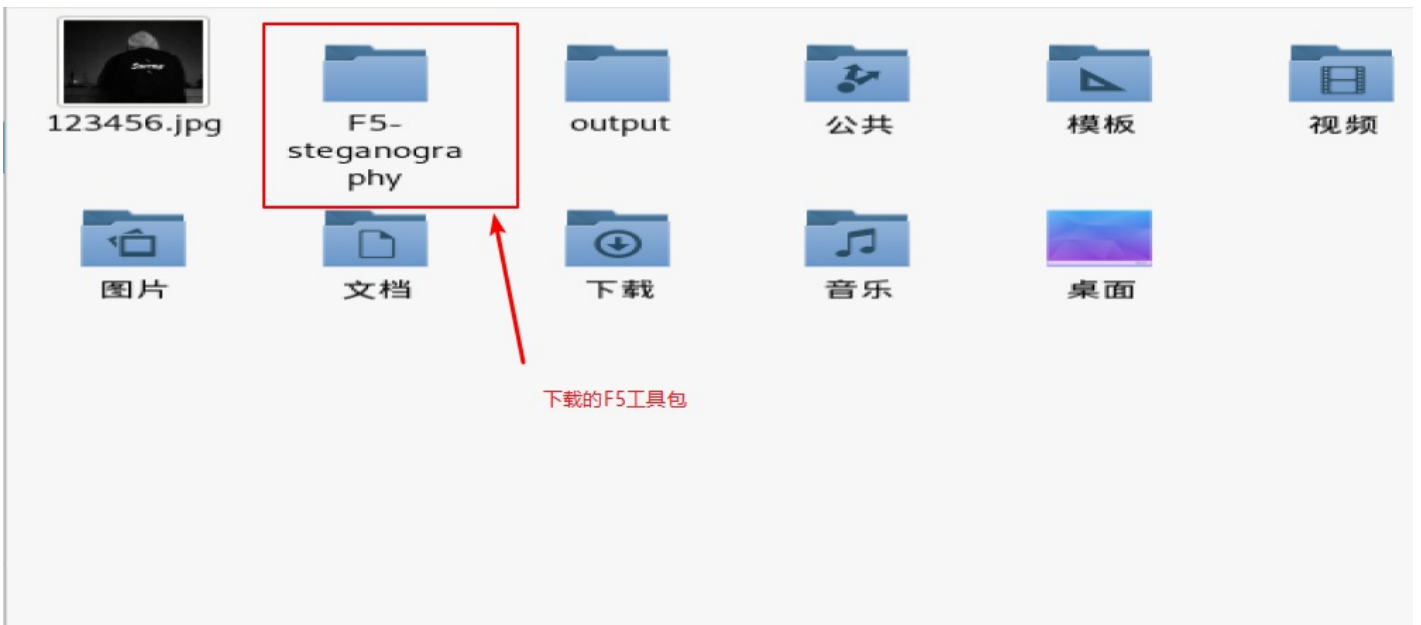 123456.jpg
F5-
steganogra
phy
output
公共
模板
视频
图片
文档
下载
音乐
桌面
下载的F5工具包